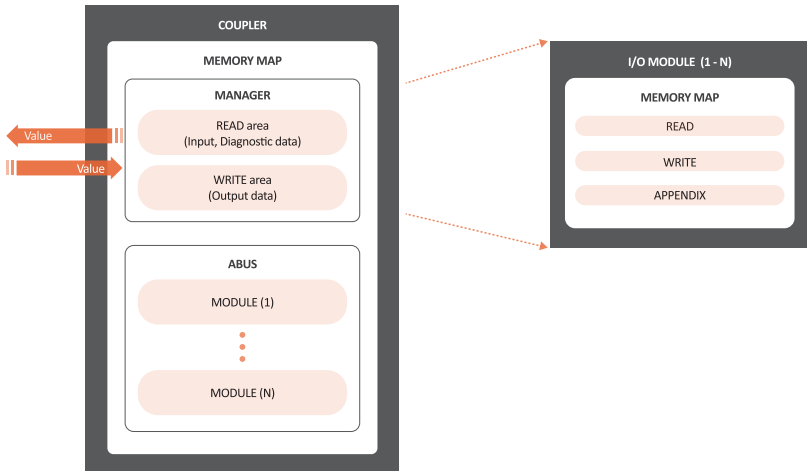 COUPLER
MEMORY MAP
MANAGER
READ area
(Input, Diagnostic data)
WRITE area
(Output data)
Value
Value
ABUS
MODULE (1)
MODULE (N)
I/O MODULE (1 - N)
MEMORY MAP
READ
WRITE
APPENDIX